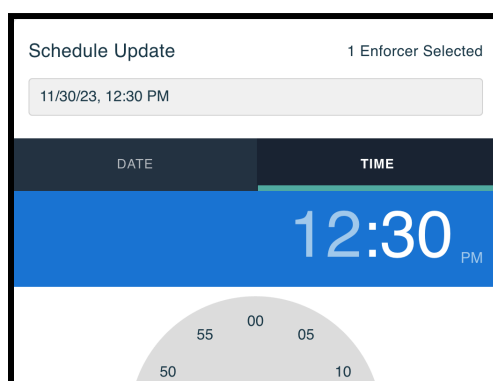 Schedule Update 1 Enforcer Selected
11/30/23, 12:30 PM
DATE TIME
12:30 PM
00
55 05
50 10